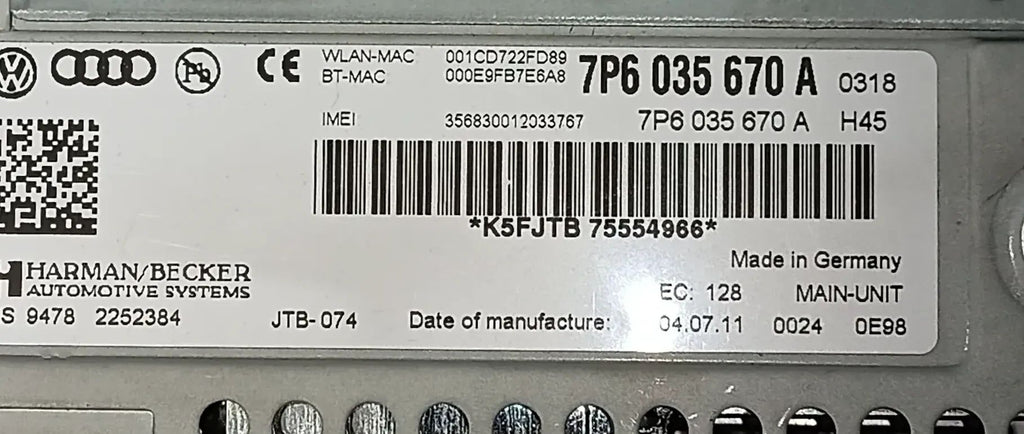 WLAN-MAC 001CD722FD89 7P6 035 670 A 0318
BT-MAC 000E9FB7E6A8
IMEI 356830012033767 7P6 035 670 A H45
*K5FJTB 75554966*
Made in Germany
HARMAN/BECKER EC: 128 MAIN-UNIT
AUTOMOTIVE SYSTEMS
S 9478 2252384 JTB-074 Date of manufacture: 04.07.11 0024 0E98